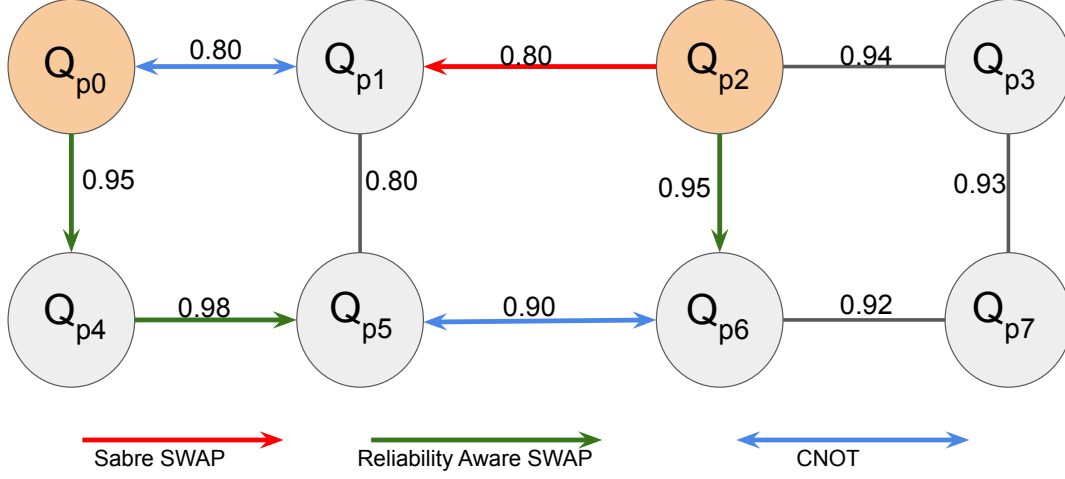 0.80
0.80
0.94
Qp0
Qp1
Qp2
Qp3
0.95
0.80
0.95
0.93
0.98
0.90
0.92
Qp4
Qp5
Qp6
Qp7
Sabre SWAP
Reliability Aware SWAP
CNOT